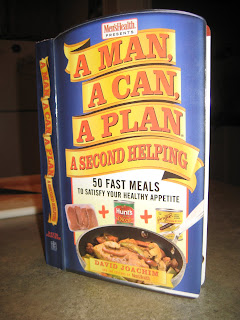 Men'sHealth
PRESENTS
A MAN,
A CAN,
A PLAN
A SECOND HELPING
50 FAST MEALS
TO SATISFY YOUR HEALTHY APPETITE
DAVID JOACHIM